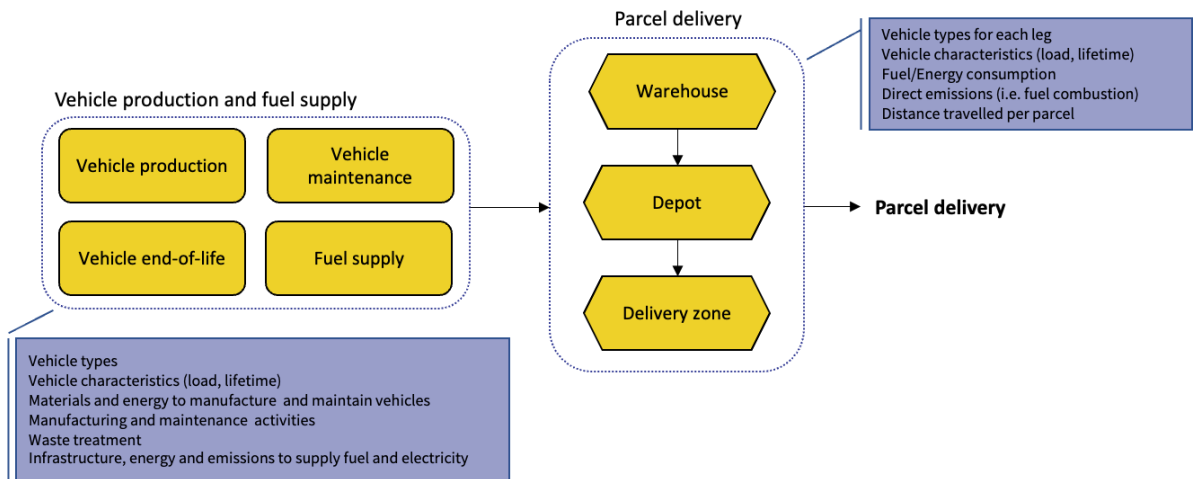 Parcel delivery
Vehicle types for each leg
Vehicle characteristics (load, lifetime)
Fuel/Energy consumption
Direct emissions (i.e. fuel combustion)
Distance travelled per parcel
Warehouse
Depot
Delivery zone
Vehicle production and fuel supply
Vehicle production
Vehicle
maintenance
Vehicle end-of-life
Fuel supply
Parcel delivery
Vehicle types
Vehicle characteristics (load, lifetime)
Materials and energy to manufacture and maintain vehicles
Manufacturing and maintenance activities
Waste treatment
Infrastructure, energy and emissions to supply fuel and electricity